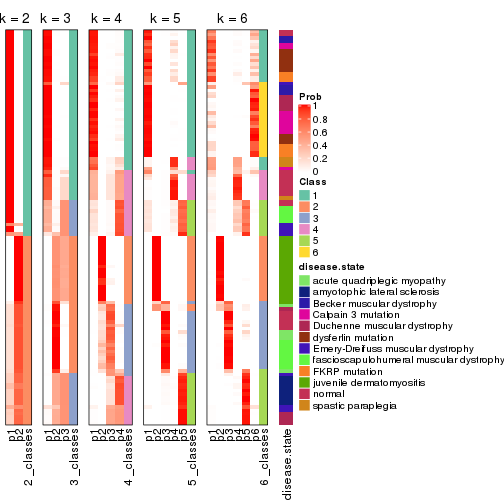 k = 2 k = 3 k = 4 k = 5 k = 6
Prob
1
0.8
0.6
0.4
0.2
0
Class
1
2
3
4
5
6
disease.state
acute quadriplegic myopathy
amyotophic lateral sclerosis
Becker muscular dystrophy
Calpain 3 mutation
Duchenne muscular dystrophy
dysferlin mutation
Emery-Dreifuss muscular dystrophy
fascioscapulohumeral muscular dystrophy
FKRP mutation
juvenile dermatomyositis
normal
spastic paraplegia
p1 p2 2_classes p1 p2 p3 3_classes p1 p2 p3 p4 4_classes p1 p2 p3 p4 p5 5_classes p1 p2 p3 p4 p5 p6 6_classes disease.state